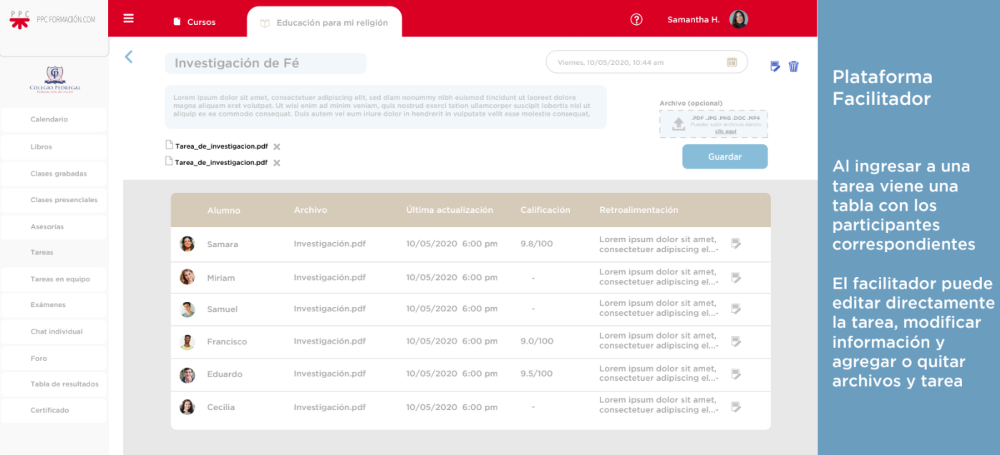 PPC
PPC FORMACIÓN.COM
Cursos
Educación para mi religión
?
Samantha H.
COLEGIO PEDREGAL
Calendario
Libros
Clases grabadas
Clases presenciales
Asesorias
Tareas
Tareas en equipo
Exámenes
Chat individual
Foro
Tabla de resultados
Certificado
Investigación de Fé
Viernes, 10/05/2020, 10:44 am
Lorem ipsum dolor sit amet, consectetuer adipiscing elit, sed diam nonummy nibh euismod tincidunt ut laoreet dolore
magna aliquam erat volutpat. Ut wisi enim ad minim veniam, quis nostrud exerci tation ullamcorper suscipit lobortis nisl ut
aliquip ex ea commodo consequat. Duis autem vel eum iriure dolor in hendrerit in vulputate velit esse molestie consequat,
Archivo (opcional)
.PDF .JPG .PNG .DOC .MP4
Puedes subir archivos dando
clic aquí
Tarea_de_investigacion.pdf
Tarea_de_investigacion.pdf
Guardar
Alumno Archivo Última actualización Calificación Retroalimentación
Samara Investigación.pdf 10/05/2020 6:00 pm 9.8/100 Lorem ipsum dolor sit amet,
consectetuer adipiscing el...-
Miriam Investigación.pdf 10/05/2020 6:00 pm - Lorem ipsum dolor sit amet,
consectetuer adipiscing el...-
Samuel Investigación.pdf 10/05/2020 6:00 pm - Lorem ipsum dolor sit amet,
consectetuer adipiscing el...-
Francisco Investigación.pdf 10/05/2020 6:00 pm 9.0/100 Lorem ipsum dolor sit amet,
consectetuer adipiscing el...-
Eduardo Investigación.pdf 10/05/2020 6:00 pm 9.5/100 Lorem ipsum dolor sit amet,
consectetuer adipiscing el...-
Cecilia Investigación.pdf 10/05/2020 6:00 pm - Lorem ipsum dolor sit amet,
consectetuer adipiscing el...-
Plataforma
Facilitador
Al ingresar a una
tarea viene una
tabla con los
participantes
correspondientes
El facilitador puede
editar directamente
la tarea, modificar
información y
agregar o quitar
archivos y tarea